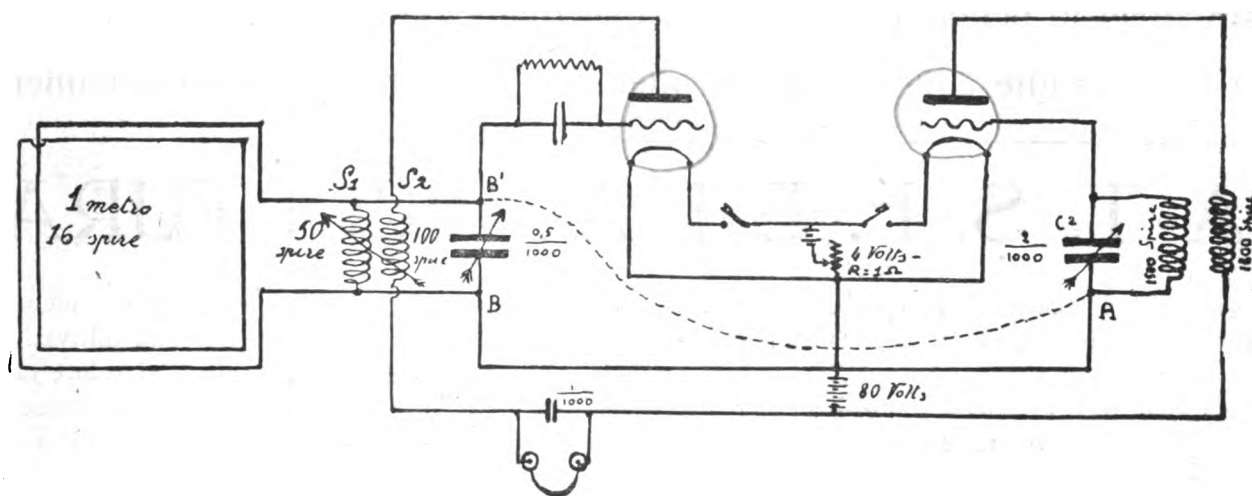 1 metro
16 spire
S1
S2
50
spire
100
spire
B'
0,5
1000
B
4 Volts -
R=1Ω
80 Volts
1
1000
C2
2
1000
A
1500 Spire
1800 Spire